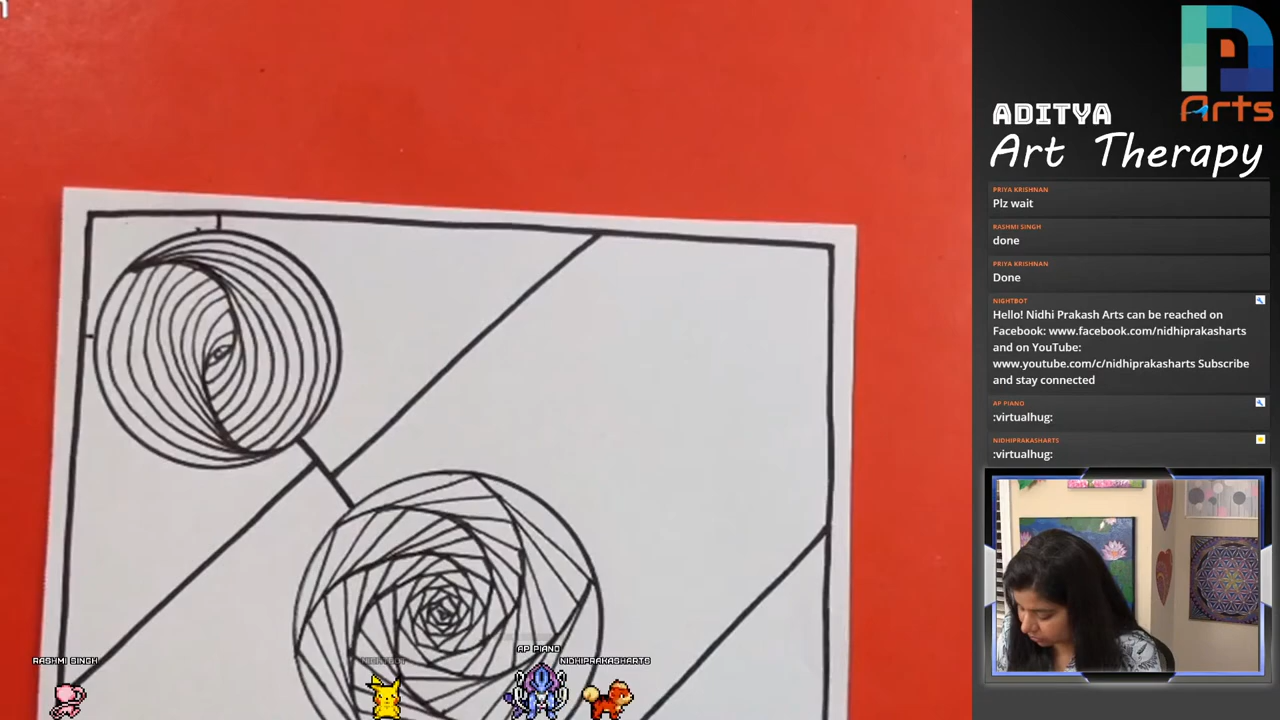 Arts
ADITYA
Art Therapy
PRIYA KRISHNAN
Plz wait
RASHMI SINGH
done
PRIYA KRISHNAN
Done
NIGHTBOT
Hello! Nidhi Prakash Arts can be reached on
Facebook: www.facebook.com/nidhiprakasharts
and on YouTube:
www.youtube.com/c/nidhiprakasharts Subscribe
and stay connected
AP PIANO
:virtualhug:
NIDHIPRAKASHARTS
:virtualhug:
RASHMI SINGH
NIGHTBOT
AP PIANO
NIDHIPRAKASHARTS